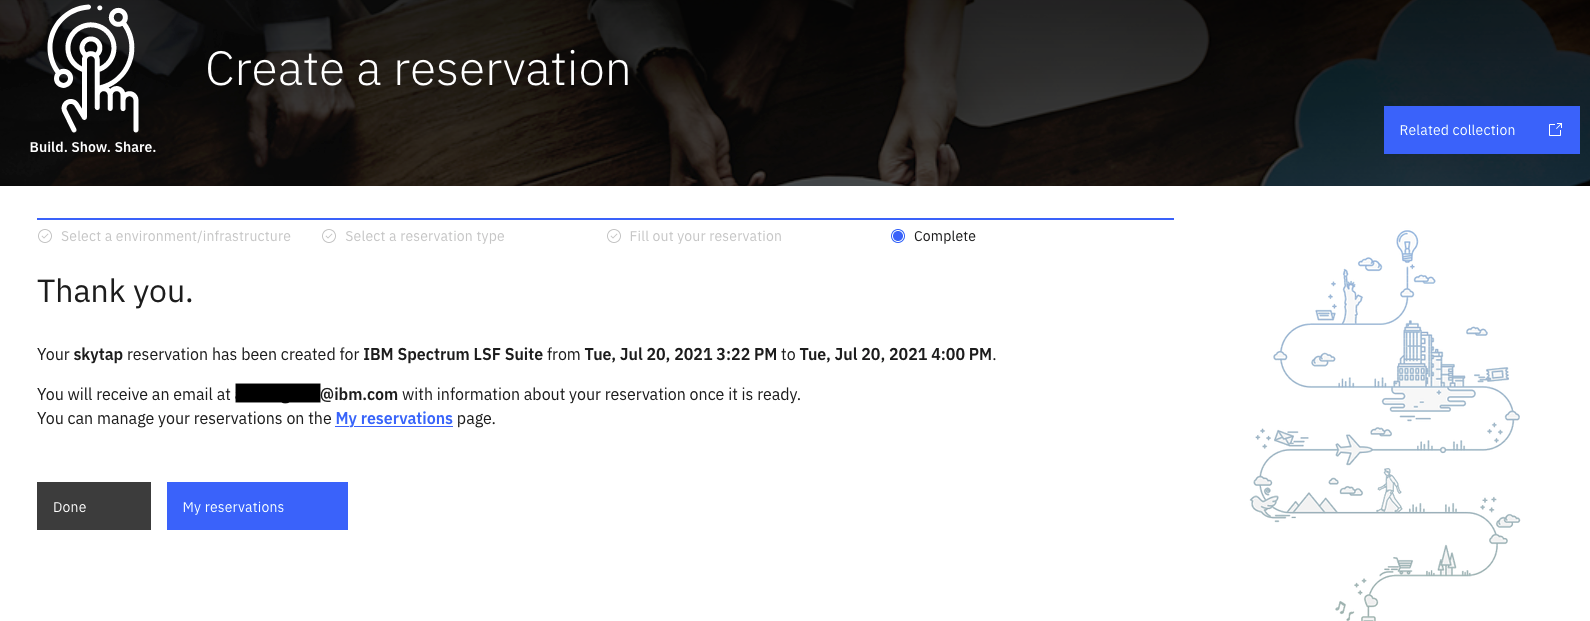 Create a reservation
Build. Show. Share.
Related collection
Select a environment/infrastructure
Select a reservation type
Fill out your reservation
Complete
Thank you.
Your skytap reservation has been created for IBM Spectrum LSF Suite from Tue, Jul 20, 2021 3:22 PM to Tue, Jul 20, 2021 4:00 PM.
You will receive an email at @ibm.com with information about your reservation once it is ready.
You can manage your reservations on the My reservations page.
Done
My reservations